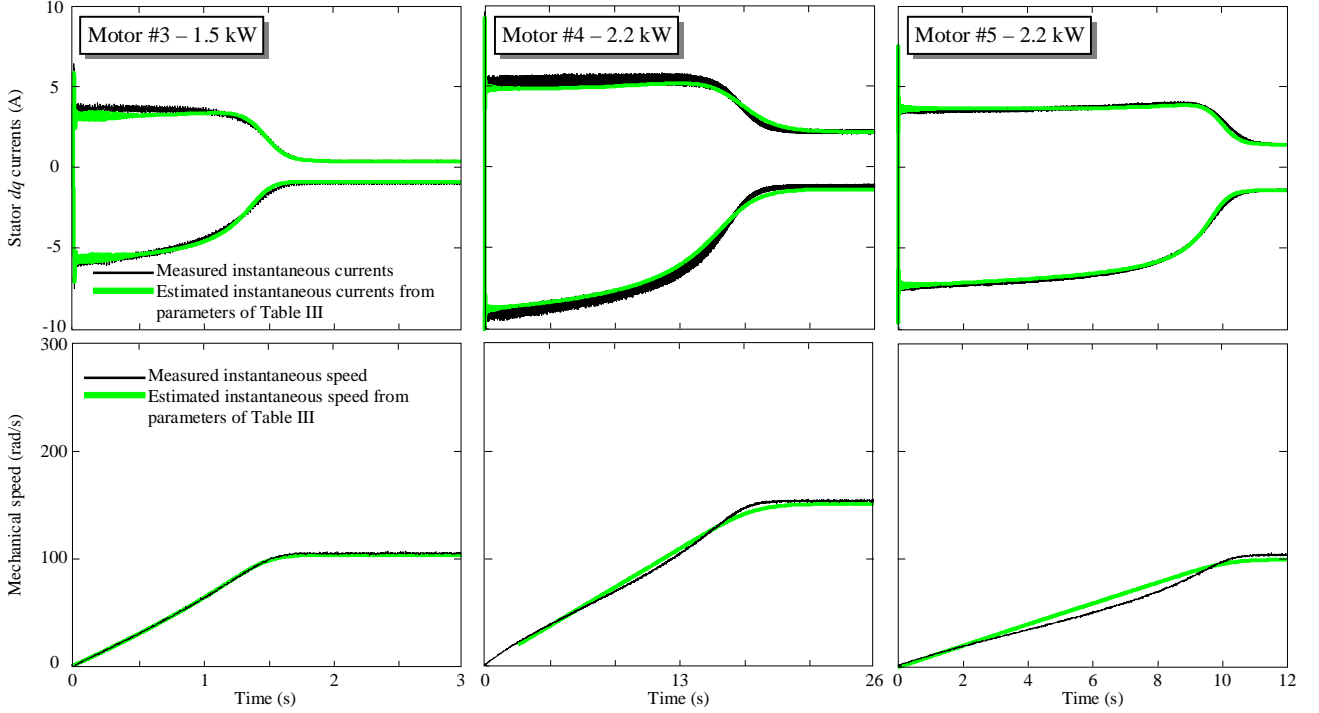 Motor #3 – 1.5 kW
Motor #4 – 2.2 kW
Motor #5 – 2.2 kW
Stator dq currents (A)
10
5
0
-5
-10
Measured instantaneous currents
Estimated instantaneous currents from
parameters of Table III
Mechanical speed (rad/s)
300
200
100
0
Measured instantaneous speed
Estimated instantaneous speed from
parameters of Table III
0 1 2 3
Time (s)
0 13 26
Time (s)
0 2 4 6 8 10 12
Time (s)